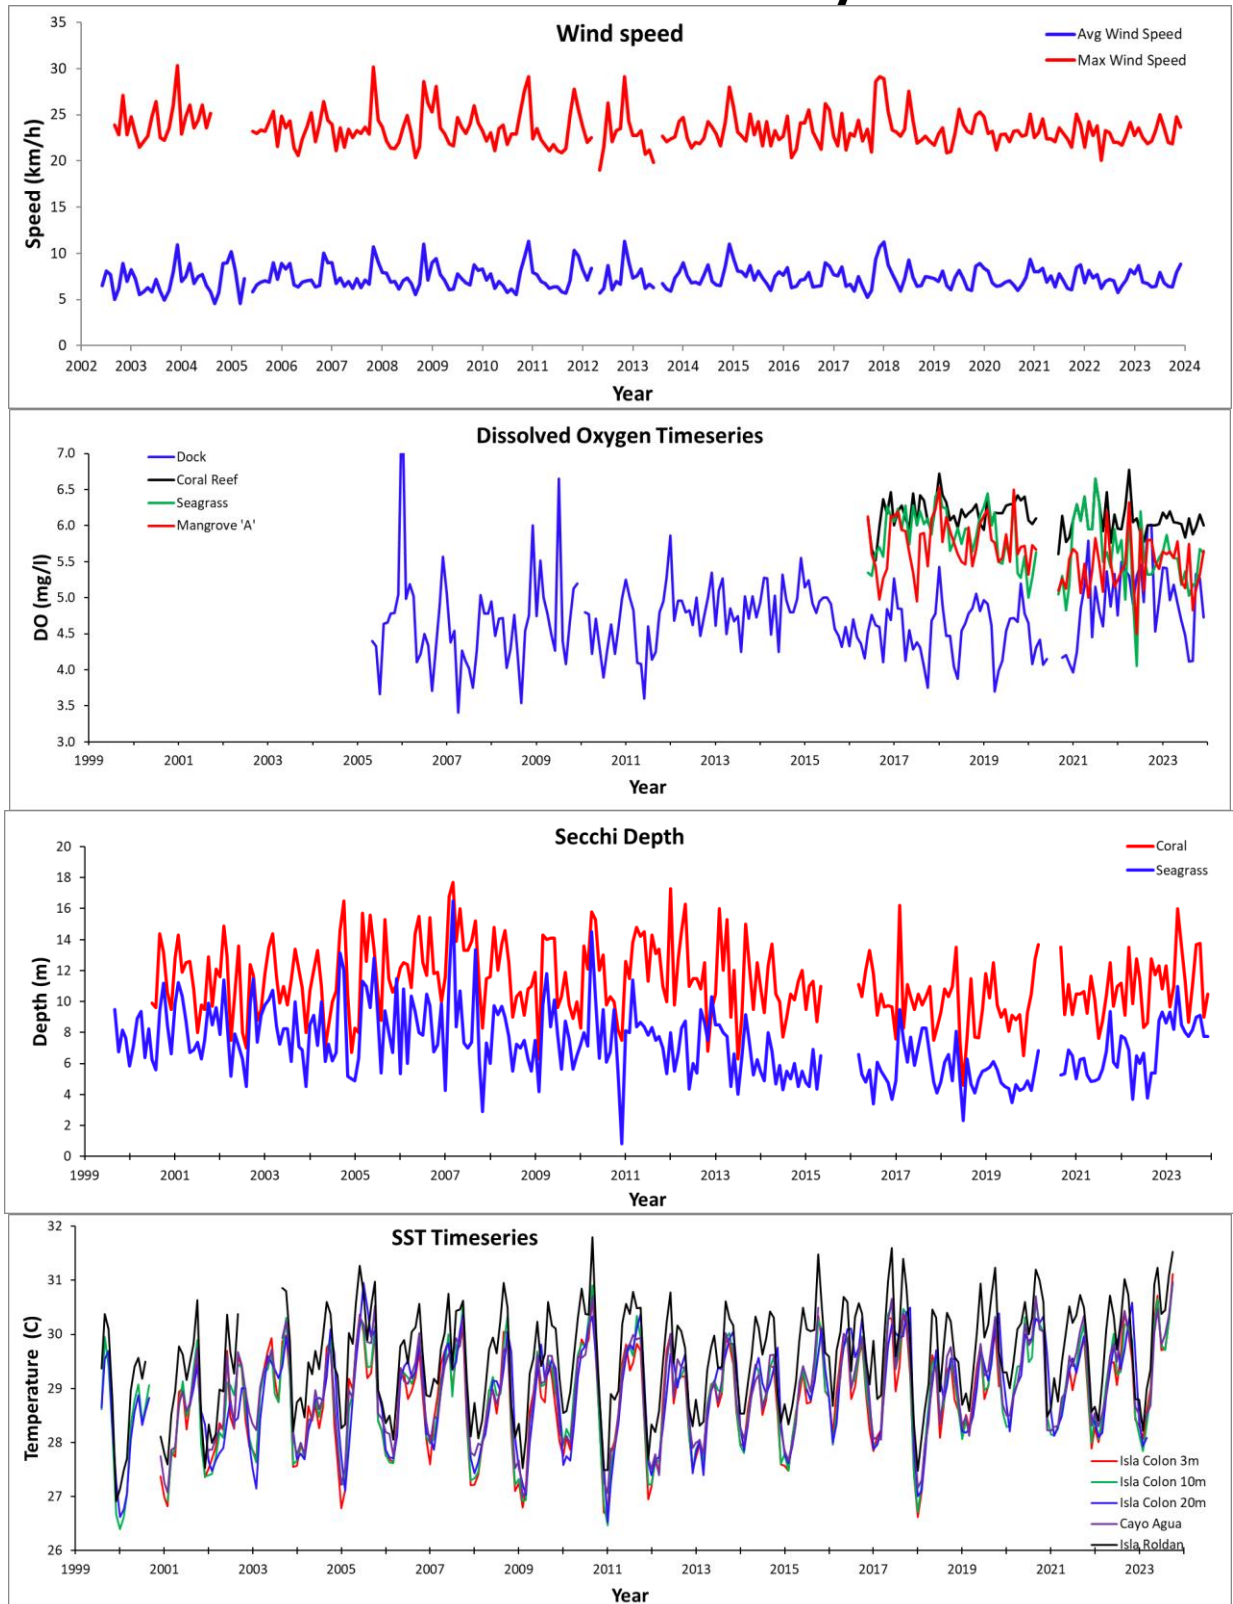 Wind speed
Avg Wind Speed
Max Wind Speed
35
30
25
20
15
10
5
0
Speed (km/h)
2002 2003 2004 2005 2006 2007 2008 2009 2010 2011 2012 2013 2014 2015 2016 2017 2018 2019 2020 2021 2022 2023 2024
Year
Dissolved Oxygen Timeseries
Dock
Coral Reef
Seagrass
Mangrove 'A'
7.0
6.5
6.0
5.5
5.0
4.5
4.0
3.5
3.0
DO (mg/l)
1999 2001 2003 2005 2007 2009 2011 2013 2015 2017 2019 2021 2023
Year
Secchi Depth
Coral
Seagrass
20
18
16
14
12
10
8
6
4
2
0
Depth (m)
1999 2001 2003 2005 2007 2009 2011 2013 2015 2017 2019 2021 2023
Year
SST Timeseries
32
31
30
29
28
27
26
Temperature (C)
Isla Colon 3m
Isla Colon 10m
Isla Colon 20m
Cayo Agua
Isla Roldan
1999 2001 2003 2005 2007 2009 2011 2013 2015 2017 2019 2021 2023
Year